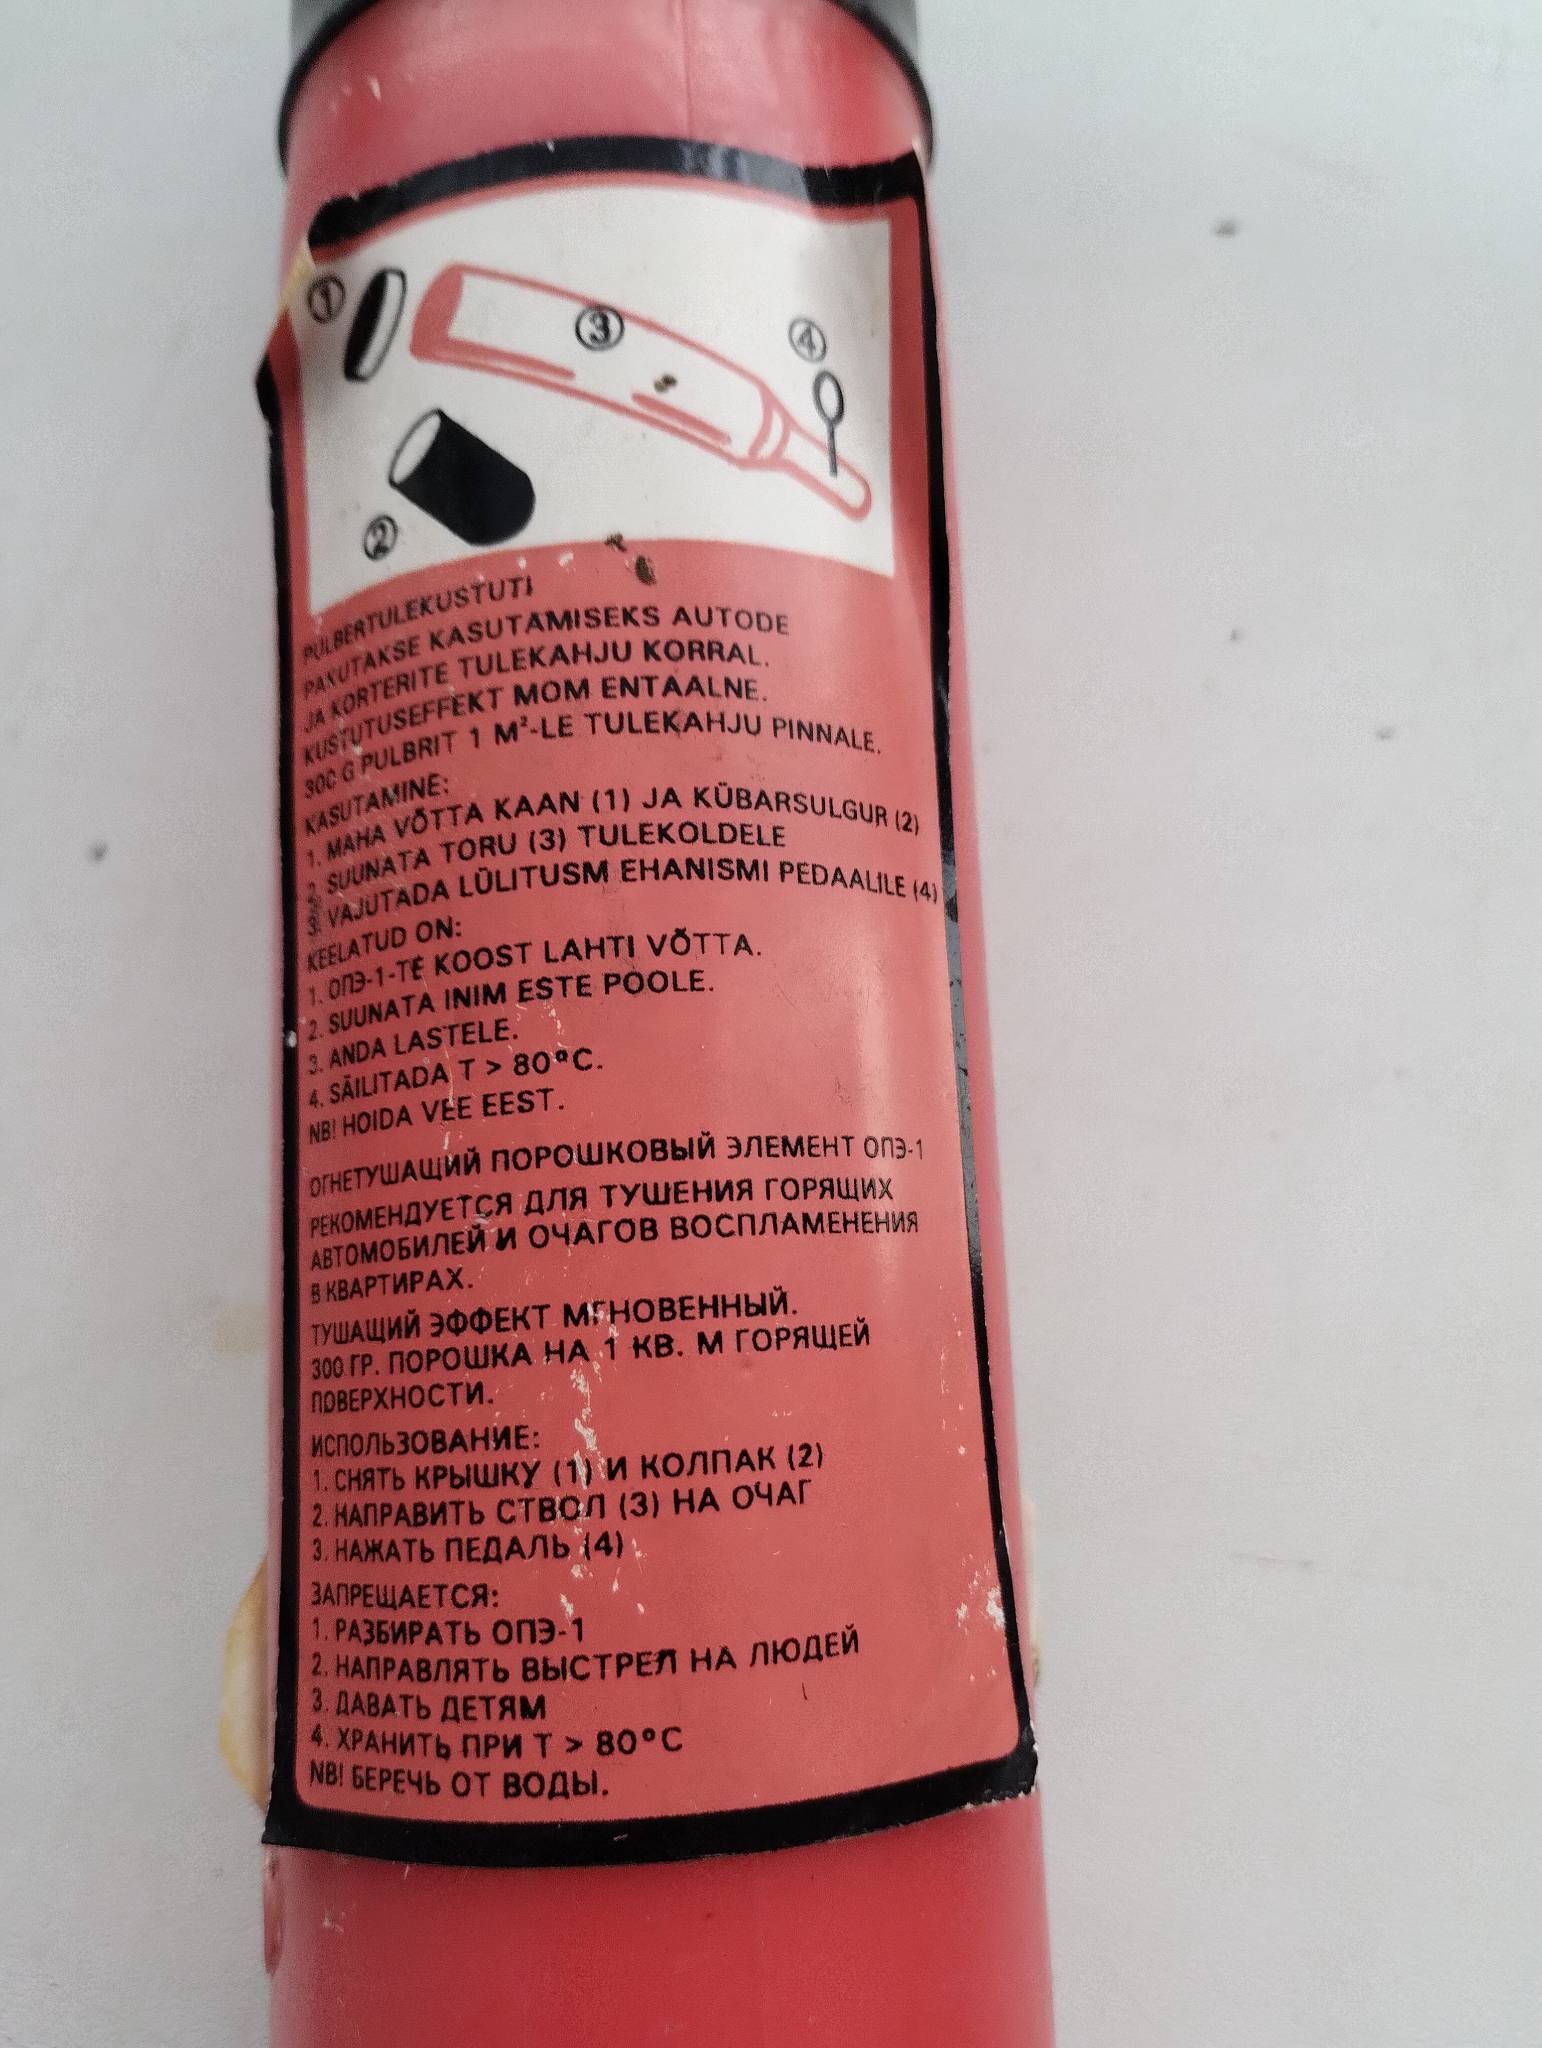 1
3
4
2
PULBERTULEKUSTUTI
PAKUTAKSE KASUTAMISEKS AUTODE
JA KORTERITE TULEKAHJU KORRAL.
KUSTUTUSEFFEKT MOM ENTAALNE.
300 G PULBRIT 1 M²-LE TULEKAHJU PINNALE.
KASUTAMINE:
1. MAHA VÕTTA KAAN (1) JA KÜBARSULGUR (2)
2. SUUNATA TORU (3) TULEKOLDELE
3. VAJUTADA LÜLITUSM EHANISMI PEDAALILE (4)
KEELATUD ON:
1. ОПЭ-1-TE KOOST LAHTI VÕTTA.
2. SUUNATA INIM ESTE POOLE.
3. ANDA LASTELE.
4. SÄILITADA T > 80°C.
NB! HOIDA VEE EEST.
ОГНЕТУШАЩИЙ ПОРОШКОВЫЙ ЭЛЕМЕНТ ОПЭ-1
РЕКОМЕНДУЕТСЯ ДЛЯ ТУШЕНИЯ ГОРЯЩИХ
АВТОМОБИЛЕЙ И ОЧАГОВ ВОСПЛАМЕНЕНИЯ
В КВАРТИРАХ.
ТУШАЩИЙ ЭФФЕКТ МГНОВЕННЫЙ.
300 ГР. ПОРОШКА НА 1 КВ. М ГОРЯЩЕЙ
ПОВЕРХНОСТИ.
ИСПОЛЬЗОВАНИЕ:
1. СНЯТЬ КРЫШКУ (1) И КОЛПАК (2)
2. НАПРАВИТЬ СТВОЛ (3) НА ОЧАГ
3. НАЖАТЬ ПЕДАЛЬ (4)
ЗАПРЕЩАЕТСЯ:
1. РАЗБИРАТЬ ОПЭ-1
2. НАПРАВЛЯТЬ ВЫСТРЕЛ НА ЛЮДЕЙ
3. ДАВАТЬ ДЕТЯМ
4. ХРАНИТЬ ПРИ Т > 80°С
NB! БЕРЕЧЬ ОТ ВОДЫ.